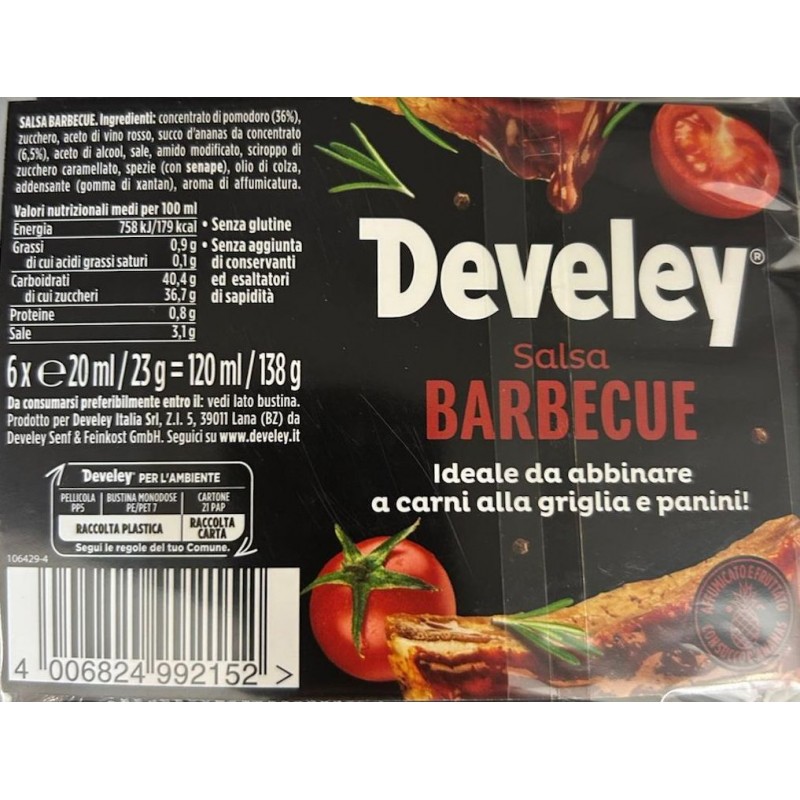 SALSA BARBECUE. Ingredienti: concentrato di pomodoro (36%),
zucchero, aceto di vino rosso, succo d'ananas da concentrato
(6,5%), aceto di alcool, sale, amido modificato, sciroppo di
zucchero caramellato, spezie (con senape), olio di colza,
addensante (gomma di xantan), aroma di affumicatura.
Valori nutrizionali medi per 100 ml
Energia 758 kJ/179 kcal
Grassi 0,9 g
di cui acidi grassi saturi 0,1 g
Carboidrati 40,4 g
di cui zuccheri 36,7 g
Proteine 0,8 g
Sale 3,1 g
• Senza glutine
• Senza aggiunta
di conservanti
ed esaltatori
di sapidità
6 x e 20 ml / 23 g = 120 ml / 138 g
Da consumarsi preferibilmente entro il: vedi lato bustina.
Prodotto per Develey Italia Srl, Z.I. 5, 39011 Lana (BZ) da
Develey Senf & Feinkost GmbH. Seguici su www.develey.it
Develey PER L'AMBIENTE
PELLICOLA PP5
BUSTINA MONODOSE PE/PET 7
CARTONE 21 PAP
RACCOLTA PLASTICA
RACCOLTA CARTA
Segui le regole del tuo Comune.
106429-4
4 006824 992152 >
Develey®
Salsa
BARBECUE
Ideale da abbinare
a carni alla griglia e panini!
AFFUMICATO E FRUTTATO
CON SUCCO D'ANANAS